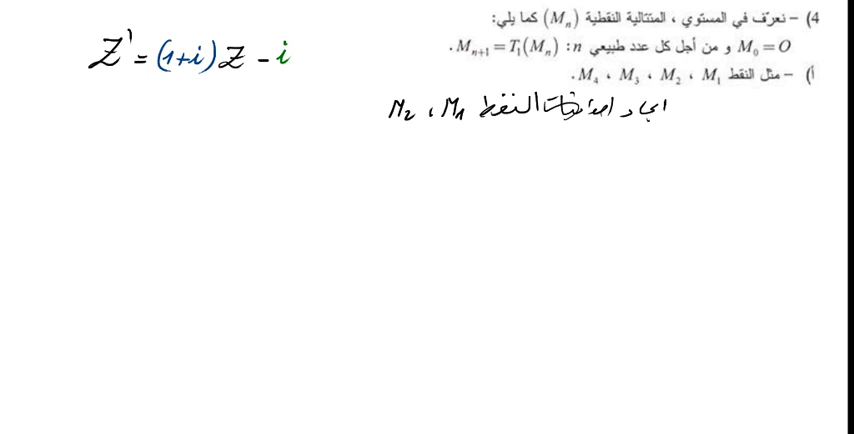 4) – نعرّف في المستوي ، المتتالية النقطية (Mₙ) كما يلي:
M₀ = O و من أجل كل عدد طبيعي n : Mₙ₊₁ = T₁(Mₙ) .
أ) – مثل النقط M₁ ، M₂ ، M₃ ، M₄ .
Z' = (1+i) Z - i
ايجاد النقط M₁ ، M₂